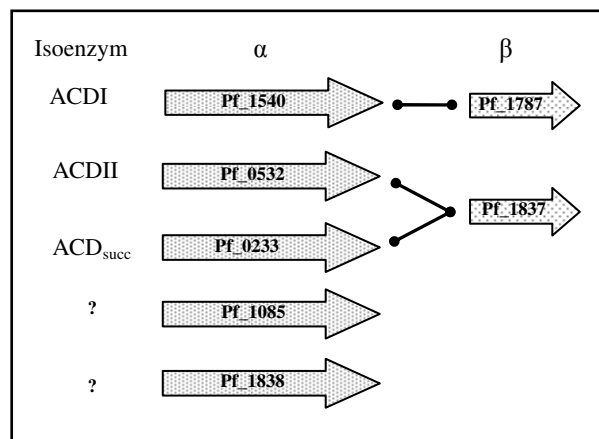 Isoenzym α β
ACDI Pf_1540 Pf_1787
ACDII Pf_0532
Pf_1837
ACDsucc Pf_0233
? Pf_1085
? Pf_1838